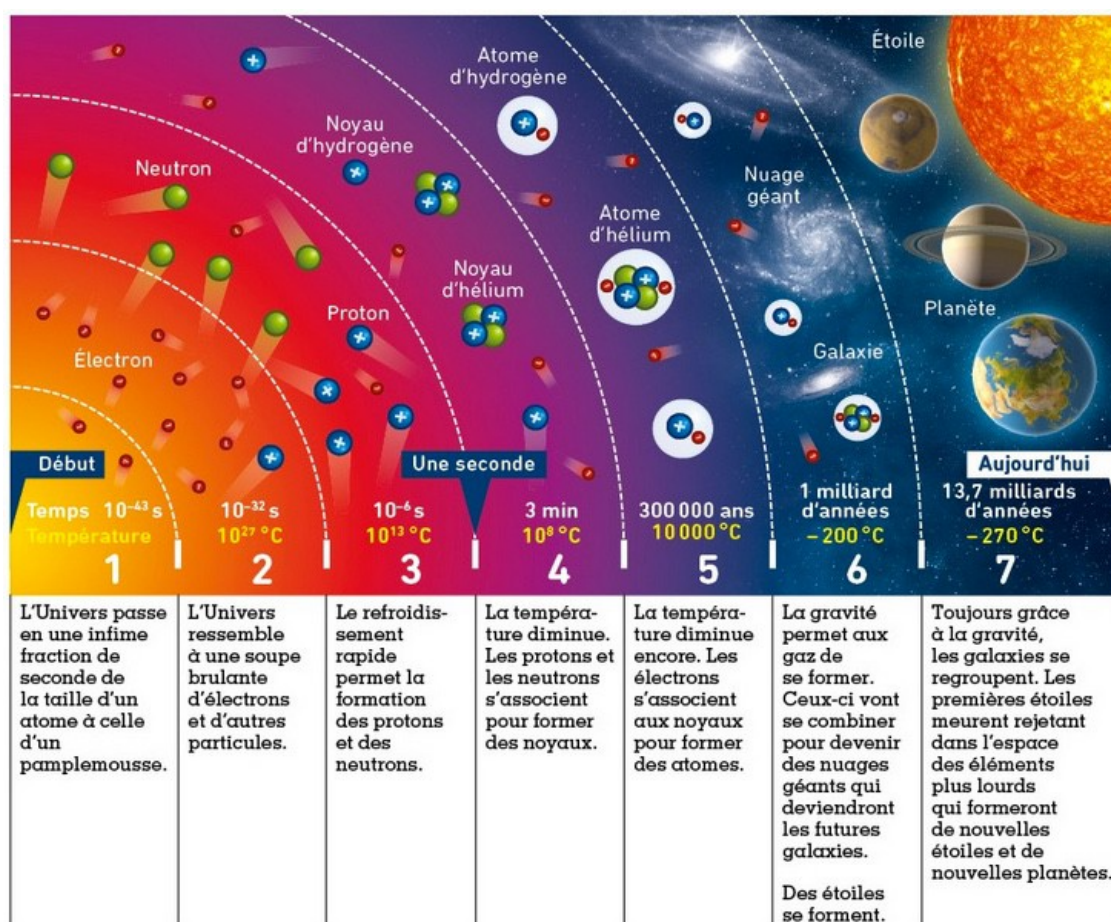 Étoile
Atome
d'hydrogène
Noyau
d'hydrogène
Neutron
Nuage
géant
Atome
d'hélium
Noyau
d'hélium
Proton
Planète
Électron
Galaxie
Début
Une seconde
Aujourd'hui
Temps 10⁻⁴³ s
10⁻³² s
10⁻⁶ s
3 min
300 000 ans
1 milliard
d'années
13,7 milliards
d'années
Température
10²⁷ °C
10¹³ °C
10⁸ °C
10 000 °C
– 200 °C
– 270 °C
1
2
3
4
5
6
7
L'Univers passe
en une infime
fraction de
seconde de
la taille d'un
atome à celle
d'un
pamplemousse.
L'Univers
ressemble
à une soupe
brulante
d'électrons
et d'autres
particules.
Le refroidis-
sement
rapide
permet la
formation
des protons
et des
neutrons.
La tempéra-
ture diminue.
Les protons et
les neutrons
s'associent
pour former
des noyaux.
La tempéra-
ture diminue
encore. Les
électrons
s'associent
aux noyaux
pour former
des atomes.
La gravité
permet aux
gaz de
se former.
Ceux-ci vont
se combiner
pour devenir
des nuages
géants qui
deviendront
les futures
galaxies.
Des étoiles
se forment.
Toujours grâce
à la gravité,
les galaxies se
regroupent. Les
premières étoiles
meurent rejetant
dans l'espace
des éléments
plus lourds
qui formeront
de nouvelles
étoiles et de
nouvelles planètes.